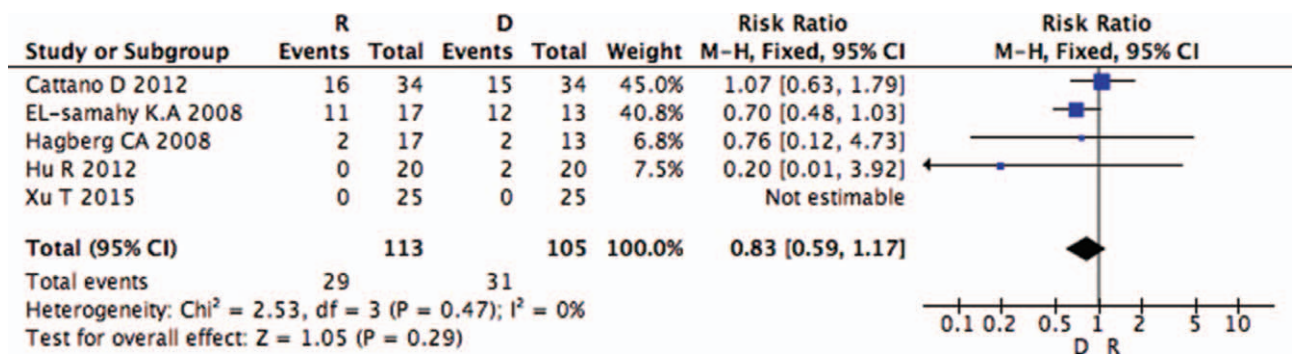 R D Risk Ratio Risk Ratio
Study or Subgroup Events Total Events Total Weight M-H, Fixed, 95% CI M-H, Fixed, 95% CI
Cattano D 2012 16 34 15 34 45.0% 1.07 [0.63, 1.79]
EL-samahy K.A 2008 11 17 12 13 40.8% 0.70 [0.48, 1.03]
Hagberg CA 2008 2 17 2 13 6.8% 0.76 [0.12, 4.73]
Hu R 2012 0 20 2 20 7.5% 0.20 [0.01, 3.92]
Xu T 2015 0 25 0 25 Not estimable
Total (95% CI) 113 105 100.0% 0.83 [0.59, 1.17]
Total events 29 31
Heterogeneity: Chi² = 2.53, df = 3 (P = 0.47); I² = 0%
Test for overall effect: Z = 1.05 (P = 0.29)
0.1 0.2 0.5 1 2 5 10
D R